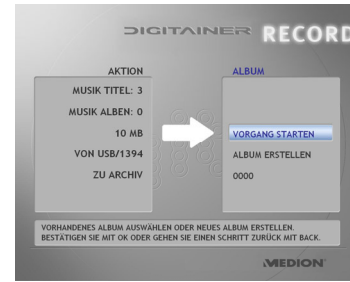 DIGITAINER RECORD
AKTION
MUSIK TITEL: 3
MUSIK ALBEN: 0
10 MB
VON USB/1394
ZU ARCHIV
ALBUM
VORGANG STARTEN
ALBUM ERSTELLEN
0000
VORHANDENES ALBUM AUSWÄHLEN ODER NEUES ALBUM ERSTELLEN.
BESTÄTIGEN SIE MIT OK ODER GEHEN SIE EINEN SCHRITT ZURÜCK MIT BACK.
MEDION